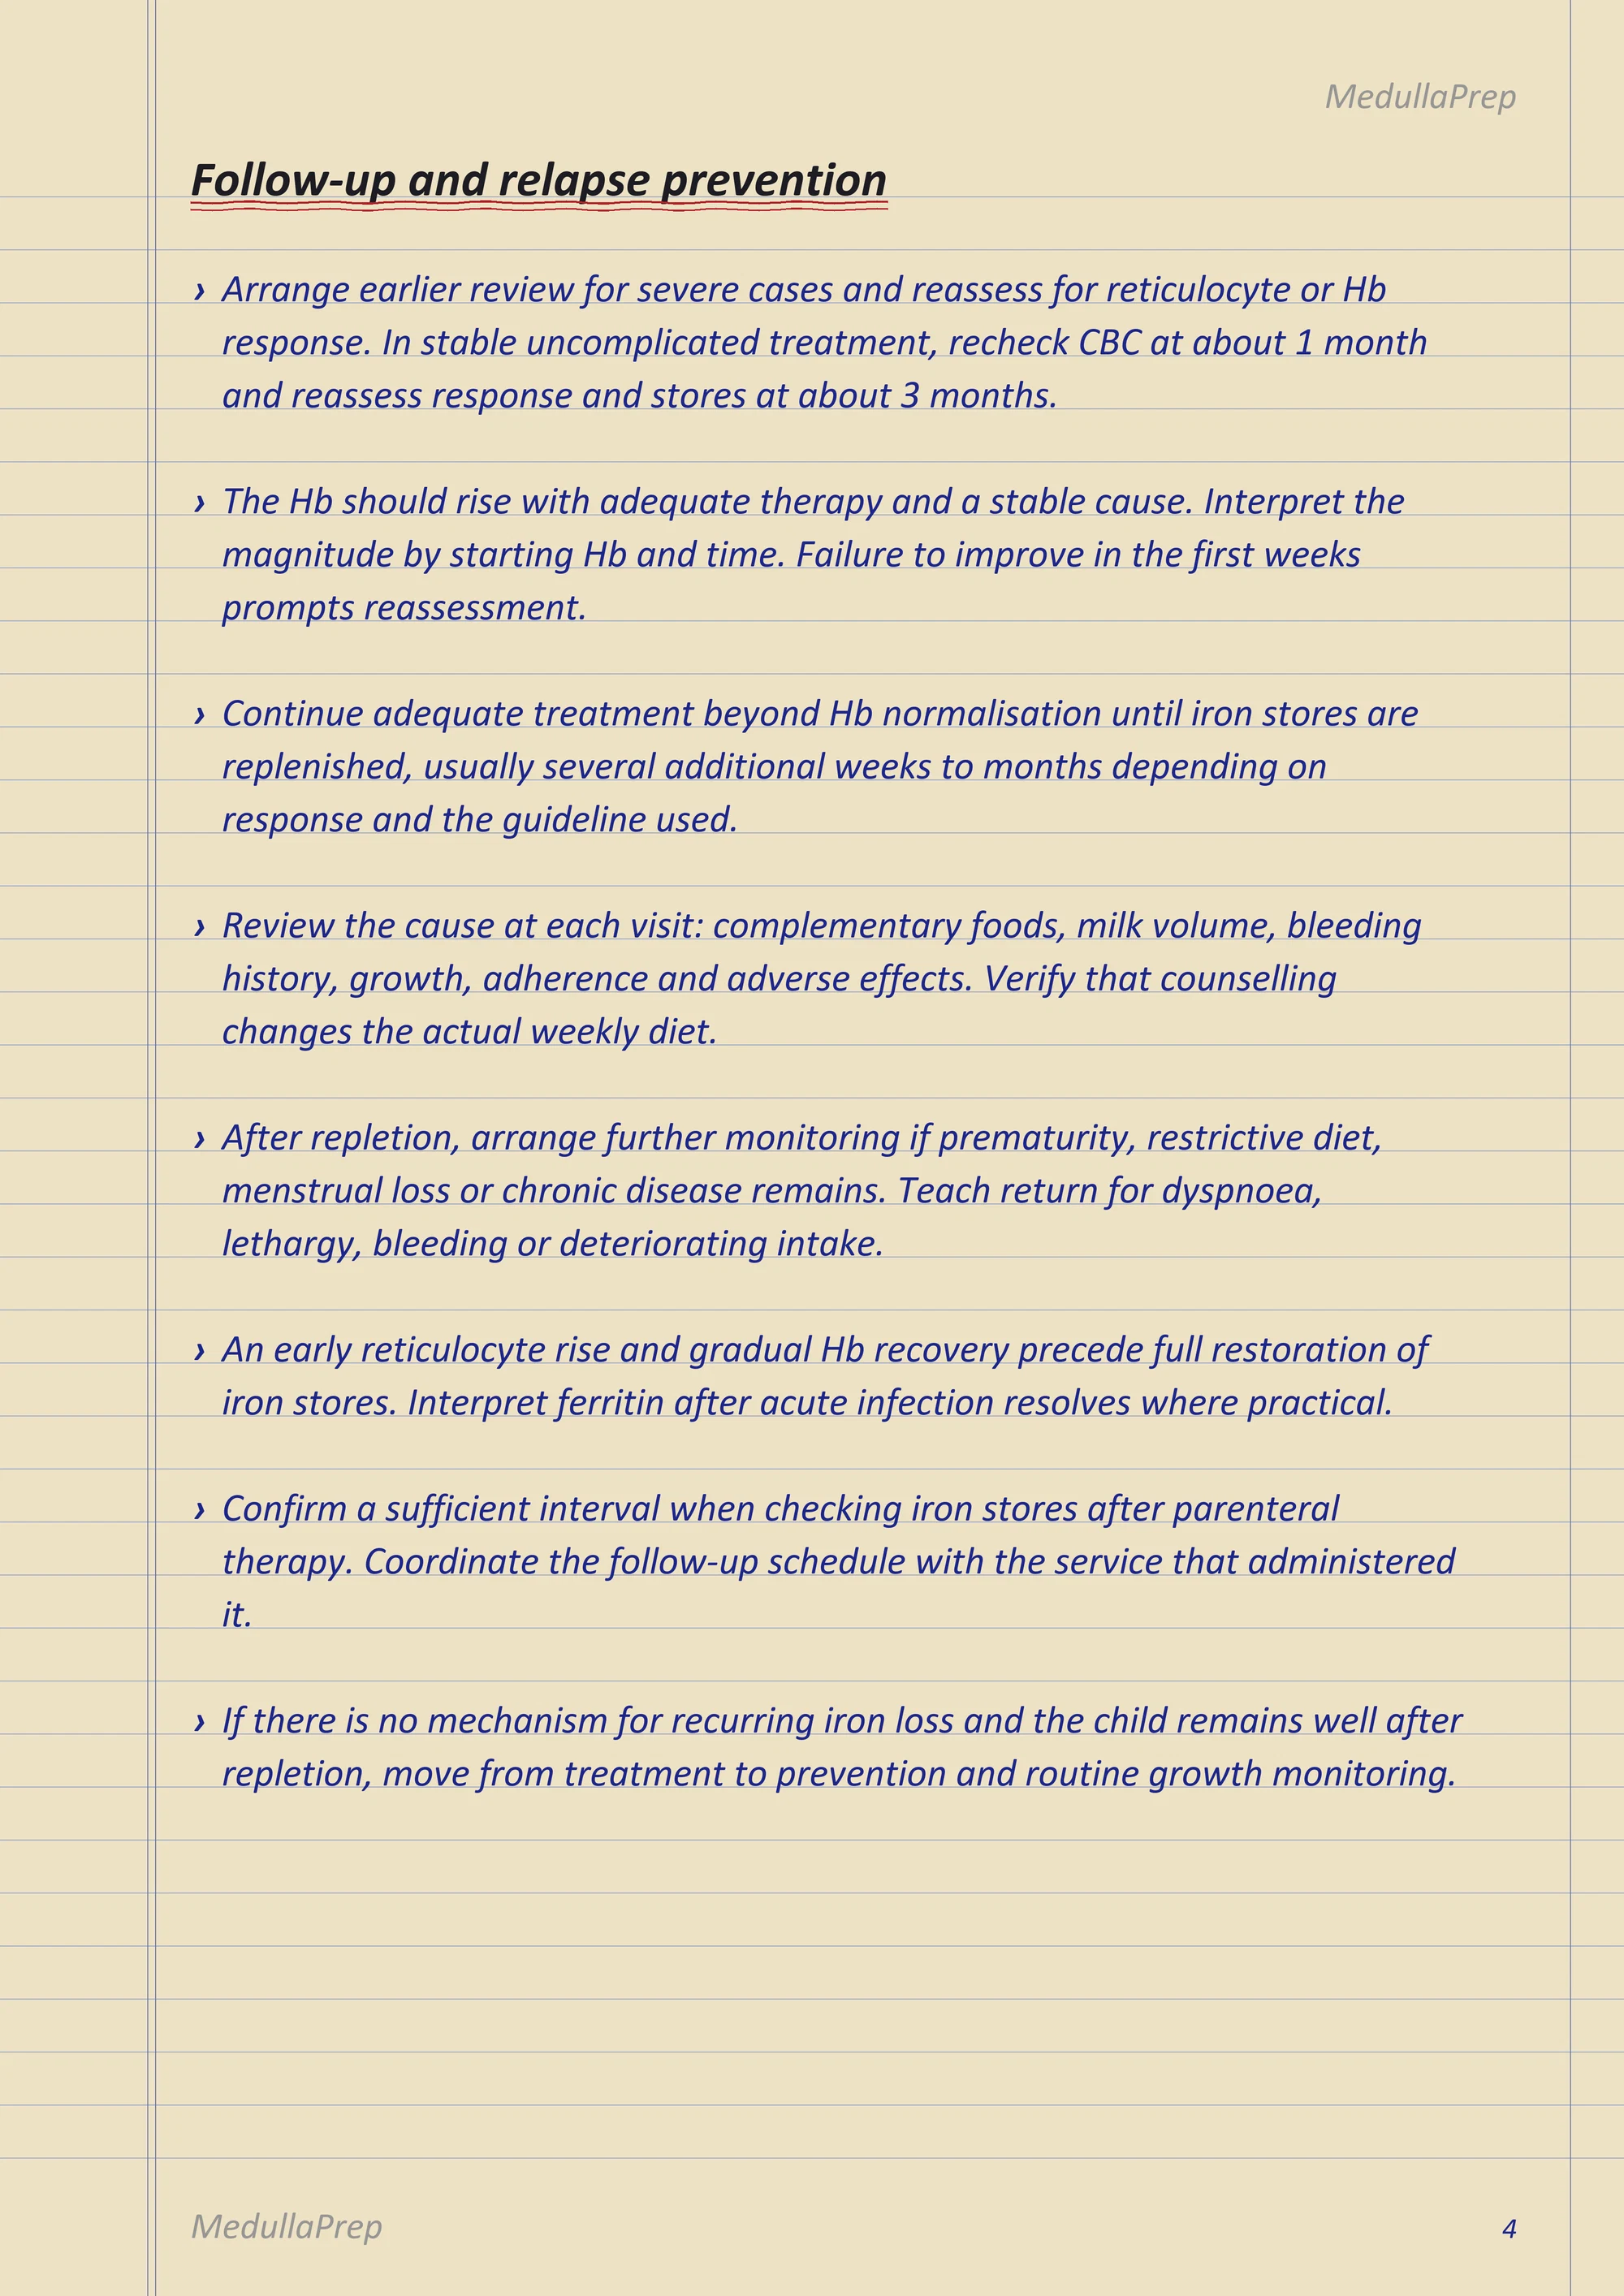 MedullaPrep
Follow-up and relapse prevention
› Arrange earlier review for severe cases and reassess for reticulocyte or Hb
response. In stable uncomplicated treatment, recheck CBC at about 1 month
and reassess response and stores at about 3 months.
› The Hb should rise with adequate therapy and a stable cause. Interpret the
magnitude by starting Hb and time. Failure to improve in the first weeks
prompts reassessment.
› Continue adequate treatment beyond Hb normalisation until iron stores are
replenished, usually several additional weeks to months depending on
response and the guideline used.
› Review the cause at each visit: complementary foods, milk volume, bleeding
history, growth, adherence and adverse effects. Verify that counselling
changes the actual weekly diet.
› After repletion, arrange further monitoring if prematurity, restrictive diet,
menstrual loss or chronic disease remains. Teach return for dyspnoea,
lethargy, bleeding or deteriorating intake.
› An early reticulocyte rise and gradual Hb recovery precede full restoration of
iron stores. Interpret ferritin after acute infection resolves where practical.
› Confirm a sufficient interval when checking iron stores after parenteral
therapy. Coordinate the follow-up schedule with the service that administered
it.
› If there is no mechanism for recurring iron loss and the child remains well after
repletion, move from treatment to prevention and routine growth monitoring.
MedullaPrep
4